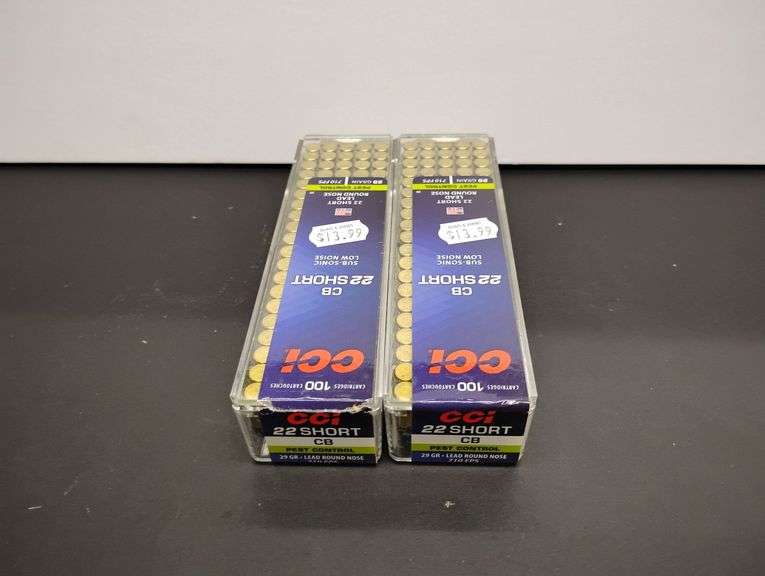 29 GRAIN | 710 FPS
PEST CONTROL
22 SHORT
LEAD
ROUND NOSE
$13.99
SUB-SONIC
LOW NOISE
CB
22 SHORT
CCI
100
CARTRIDGES CARTOUCHES
CCI
22 SHORT
CB
PEST CONTROL
29 GR - LEAD ROUND NOSE
710 FPS
29 GRAIN | 710 FPS
PEST CONTROL
22 SHORT
LEAD
ROUND NOSE
$13.99
SUB-SONIC
LOW NOISE
CB
22 SHORT
CCI
100
CARTRIDGES CARTOUCHES
CCI
22 SHORT
CB
PEST CONTROL
29 GR - LEAD ROUND NOSE
710 FPS